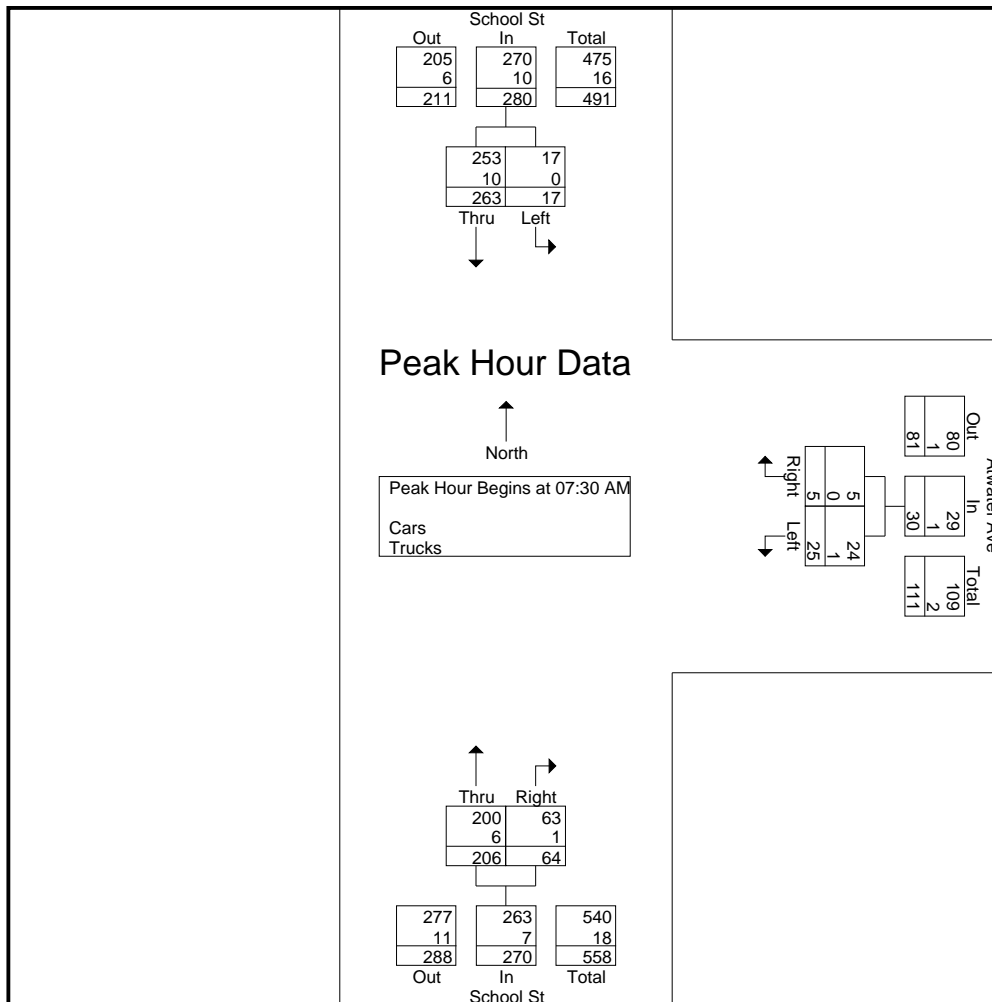 School St
Out In Total
205 270 475
6 10 16
211 280 491
253 17
10 0
263 17
Thru Left
Peak Hour Data
North
Peak Hour Begins at 07:30 AM
Cars
Trucks
Right Left
5 24
0 1
5 25
Out In Total
80 29 109
1 1 2
81 30 111
Atwater Ave
Thru Right
200 63
6 1
206 64
277 263 540
11 7 18
288 270 558
Out In Total
School St